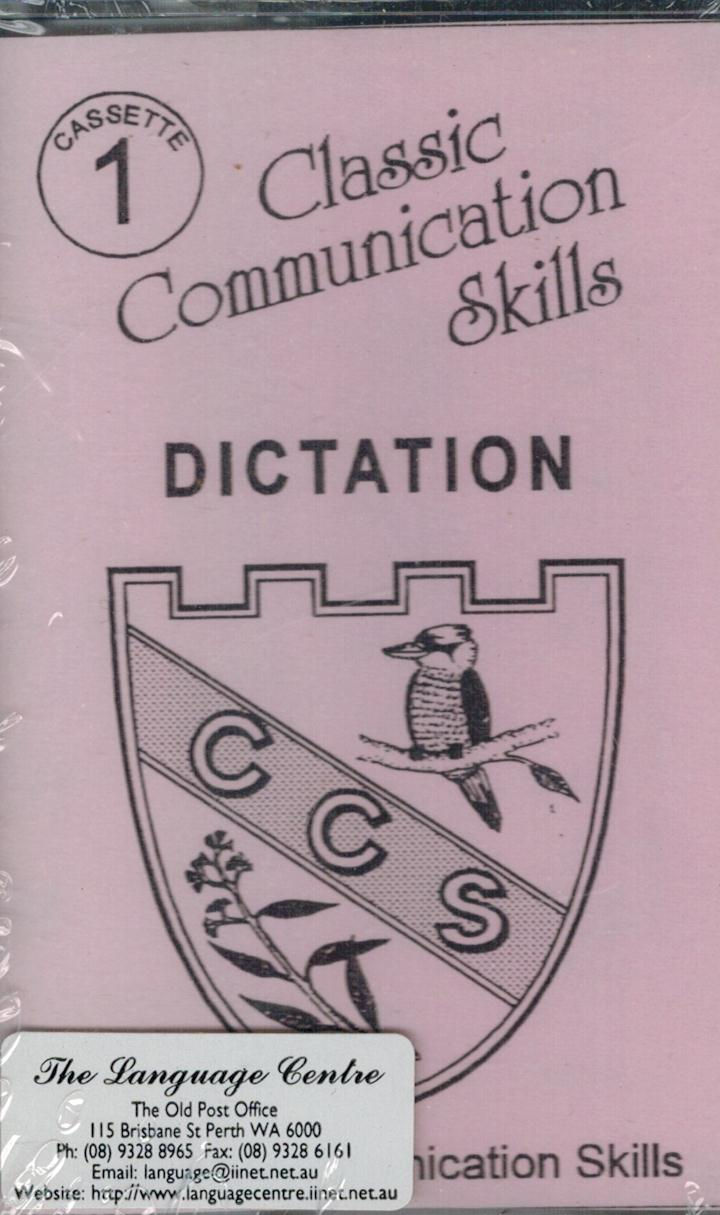 CASSETTE
1
Classic
Communication
Skills
DICTATION
C
C
S
The Language Centre
The Old Post Office
115 Brisbane St Perth WA 6000
Ph: (08) 9328 8965 Fax: (08) 9328 6161
Email: language@iinet.net.au
Website: http://www.languagecentre.iinet.net.au
nication Skills